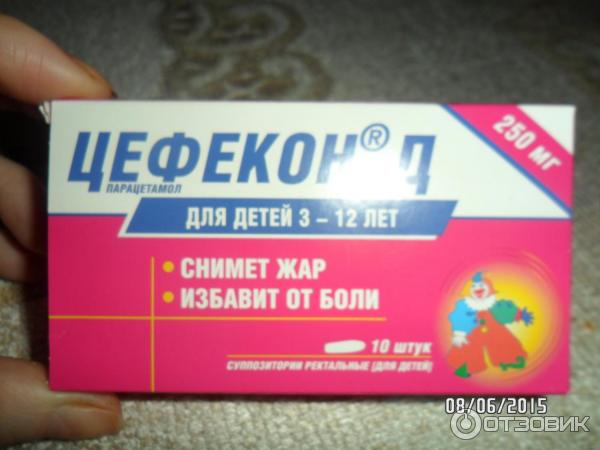 ЦЕФЕКОН® Д
ПАРАЦЕТАМОЛ
250 МГ
ДЛЯ ДЕТЕЙ 3 – 12 ЛЕТ
• СНИМЕТ ЖАР
• ИЗБАВИТ ОТ БОЛИ
10 штук
СУППОЗИТОРИИ РЕКТАЛЬНЫЕ (ДЛЯ ДЕТЕЙ)
08/06/2015
ОТЗОВИК